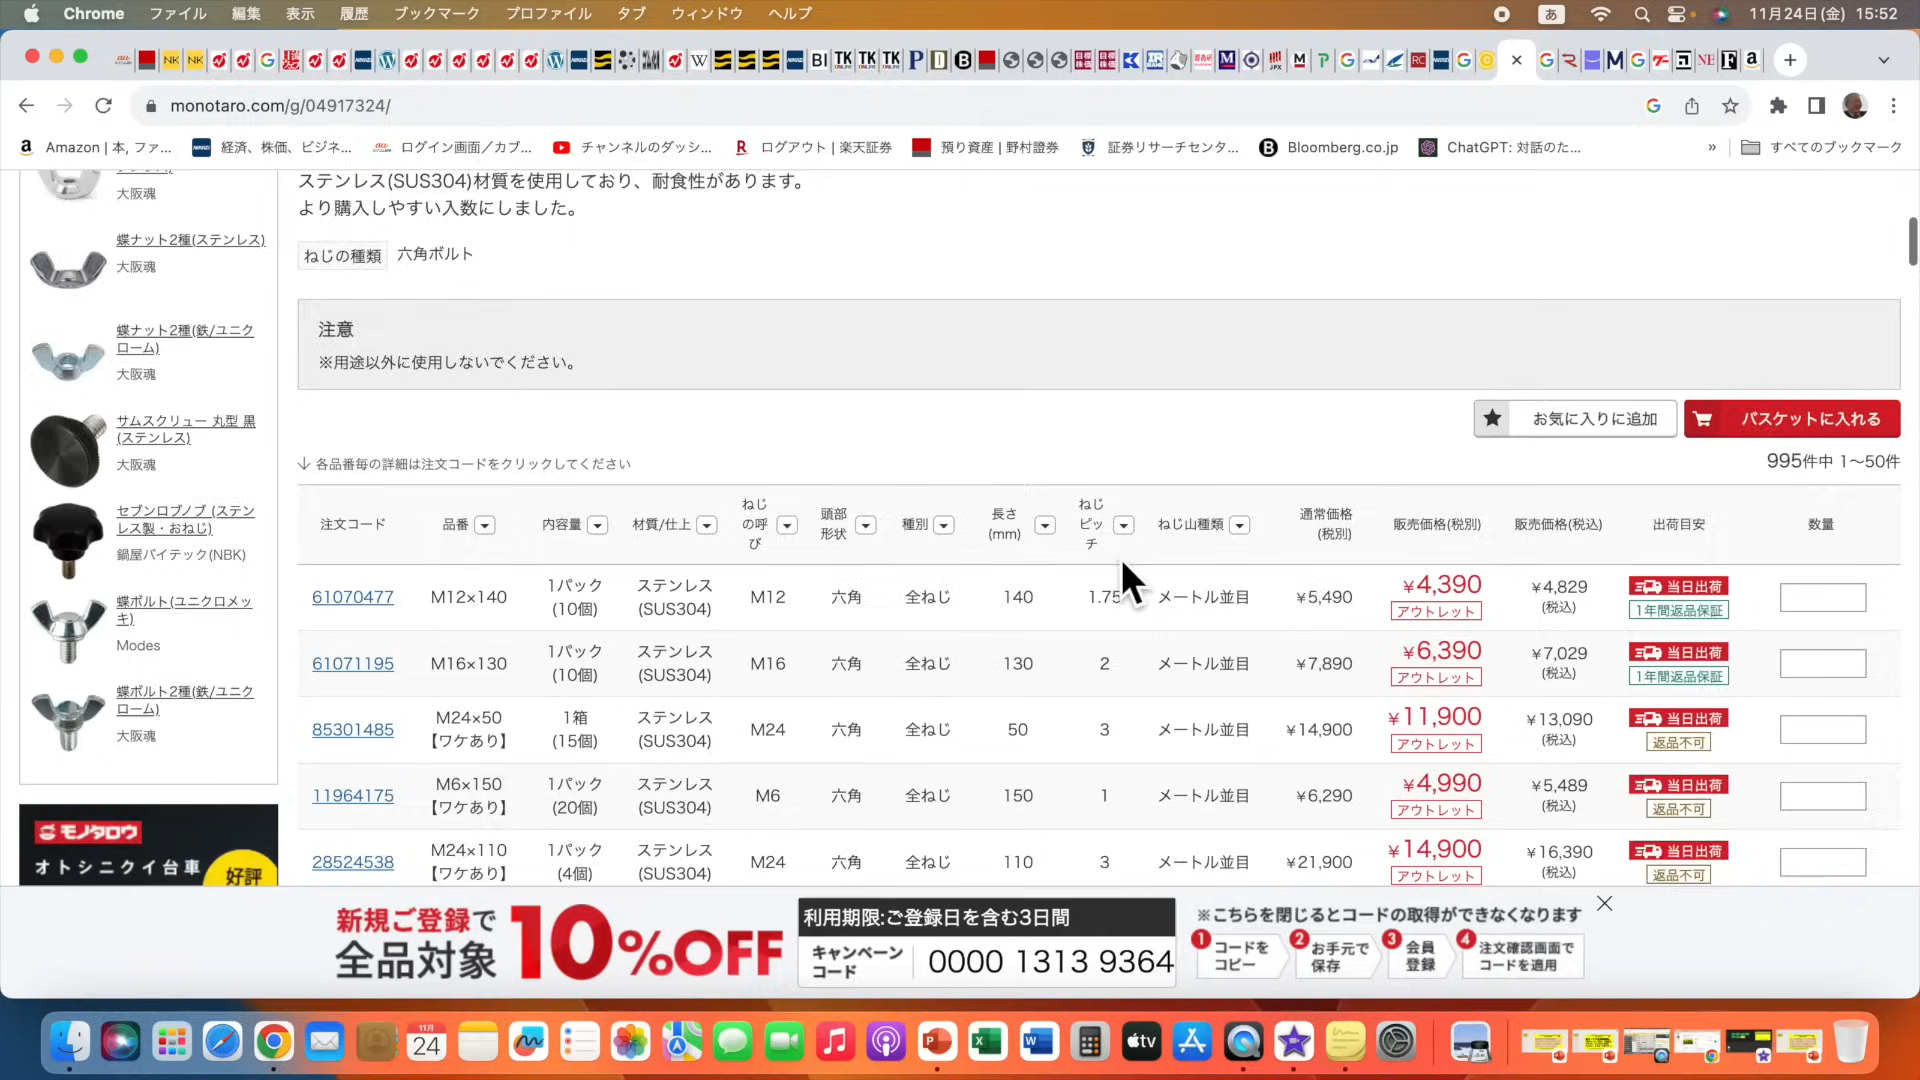 Chrome ファイル 編集 表示 履歴 ブックマーク プロファイル タブ ウィンドウ ヘルプ あ 11月24日(金) 15:52
monotaro.com/g/04917324/
Amazon | 本, ファ... 経済、株価、ビジネ... ログイン画面／カブ... チャンネルのダッシ... ログアウト | 楽天証券 預り資産 | 野村證券 証券リサーチセンタ... Bloomberg.co.jp ChatGPT: 対話のた... » すべてのブックマーク
大阪魂
蝶ナット2種(ステンレス)
大阪魂
蝶ナット2種(鉄/ユニク
ローム)
大阪魂
サムスクリュー 丸型 黒
(ステンレス)
大阪魂
セブンロブノブ (ステン
レス製・おねじ)
鍋屋バイテック(NBK)
蝶ボルト(ユニクロメッ
キ)
Modes
蝶ボルト2種(鉄/ユニク
ローム)
大阪魂
モノタロウ
オトシニクイ台車
好評
ステンレス(SUS304)材質を使用しており、耐食性があります。
より購入しやすい入数にしました。
ねじの種類 六角ボルト
注意
※用途以外に使用しないでください。
お気に入りに追加 バスケットに入れる
↓ 各品番毎の詳細は注文コードをクリックしてください 995件中 1〜50件
注文コード 品番 内容量 材質/仕上 ねじの呼び 頭部形状 種別 長さ(mm) ねじピッチ ねじ山種類 通常価格(税別) 販売価格(税別) 販売価格(税込) 出荷目安 数量
61070477 M12×140 1パック(10個) ステンレス(SUS304) M12 六角 全ねじ 140 1.75 メートル並目 ¥5,490 ¥4,390 アウトレット ¥4,829(税込) 当日出荷 1年間返品保証
61071195 M16×130 1パック(10個) ステンレス(SUS304) M16 六角 全ねじ 130 2 メートル並目 ¥7,890 ¥6,390 アウトレット ¥7,029(税込) 当日出荷 1年間返品保証
85301485 M24×50【ワケあり】 1箱(15個) ステンレス(SUS304) M24 六角 全ねじ 50 3 メートル並目 ¥14,900 ¥11,900 アウトレット ¥13,090(税込) 当日出荷 返品不可
11964175 M6×150【ワケあり】 1パック(20個) ステンレス(SUS304) M6 六角 全ねじ 150 1 メートル並目 ¥6,290 ¥4,990 アウトレット ¥5,489(税込) 当日出荷 返品不可
28524538 M24×110【ワケあり】 1パック(4個) ステンレス(SUS304) M24 六角 全ねじ 110 3 メートル並目 ¥21,900 ¥14,900 アウトレット ¥16,390(税込) 当日出荷 返品不可
新規ご登録で
全品対象
10%OFF
利用期限:ご登録日を含む3日間
キャンペーンコード 0000 1313 9364
※こちらを閉じるとコードの取得ができなくなります
1 コードをコピー 2 お手元で保存 3 会員登録 4 注文確認画面でコードを適用
11月
24
tv